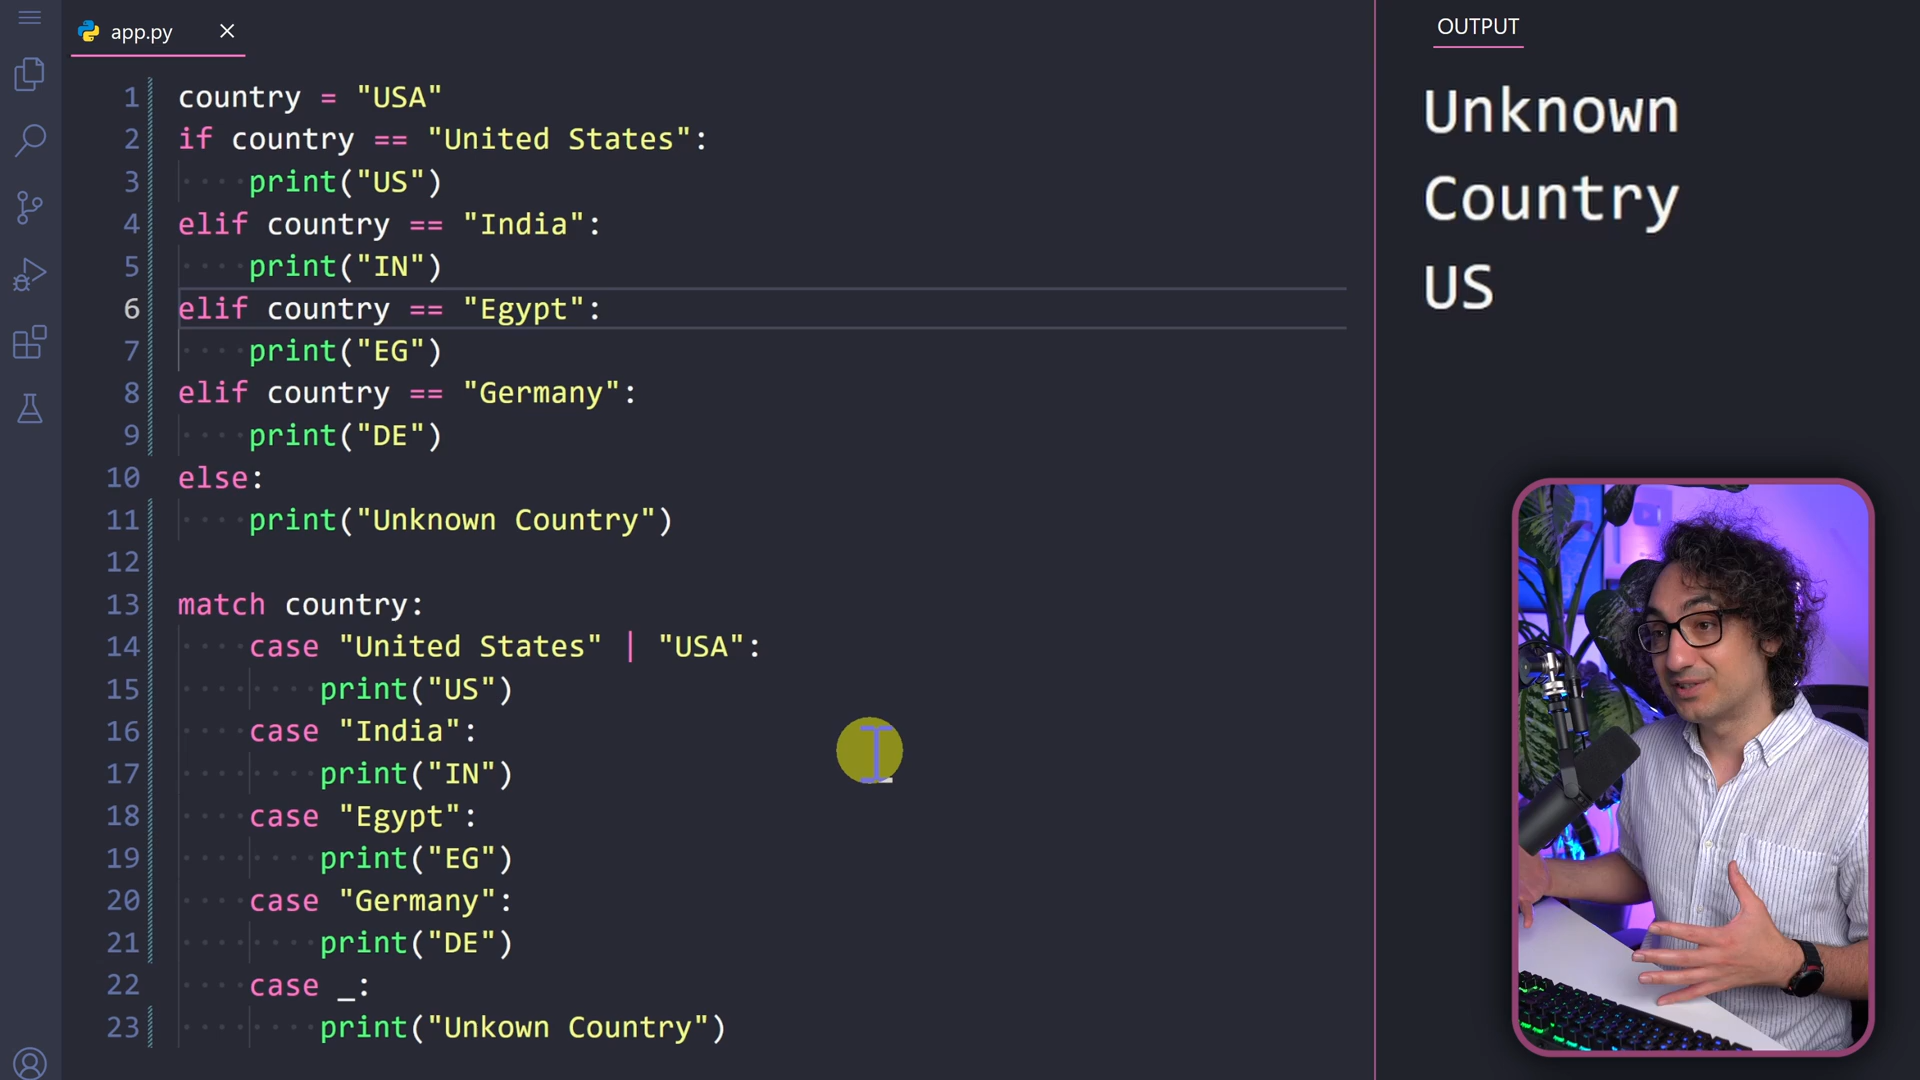 app.py
1 country = "USA"
2 if country == "United States":
3     print("US")
4 elif country == "India":
5     print("IN")
6 elif country == "Egypt":
7     print("EG")
8 elif country == "Germany":
9     print("DE")
10 else:
11     print("Unknown Country")
12
13 match country:
14     case "United States" | "USA":
15         print("US")
16     case "India":
17         print("IN")
18     case "Egypt":
19         print("EG")
20     case "Germany":
21         print("DE")
22     case _:
23         print("Unkown Country")
OUTPUT
Unknown
Country
US